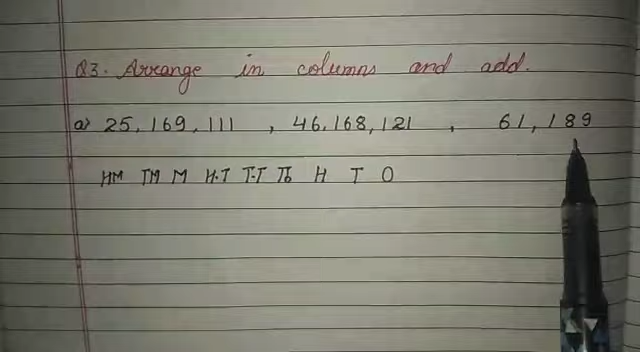 Q3. Arrange in columns and add.
a) 25,169,111 , 46,168,121 , 61,189
HM TM M H.T T.T Th H T O